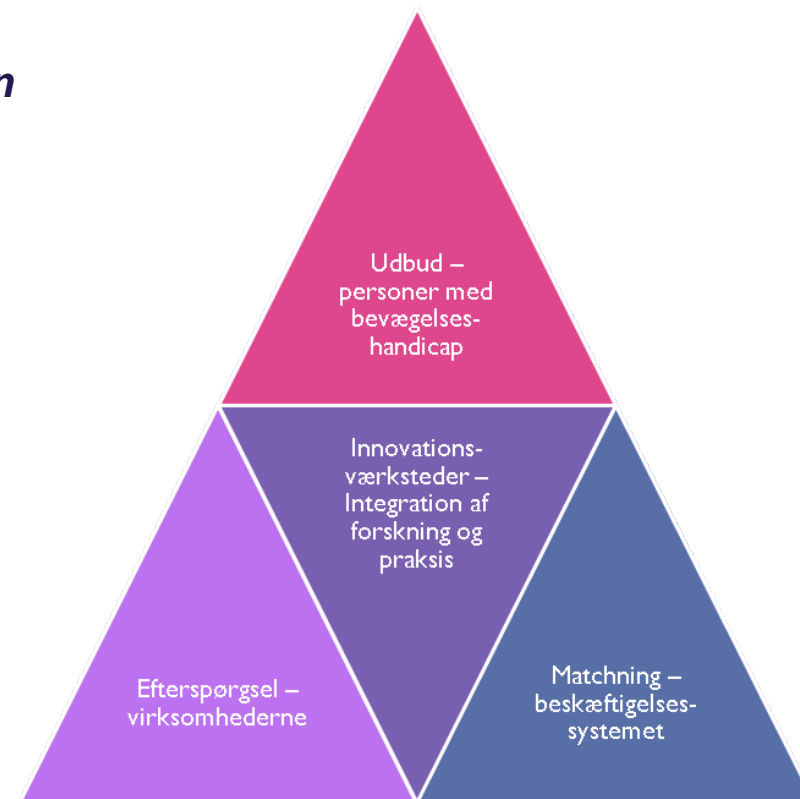 n
Udbud –
personer med
bevægelses-
handicap
Innovations-
værksteder –
Integration af
forskning og
praksis
Efterspørgsel –
virksomhederne
Matchning –
beskæftigelses-
systemet